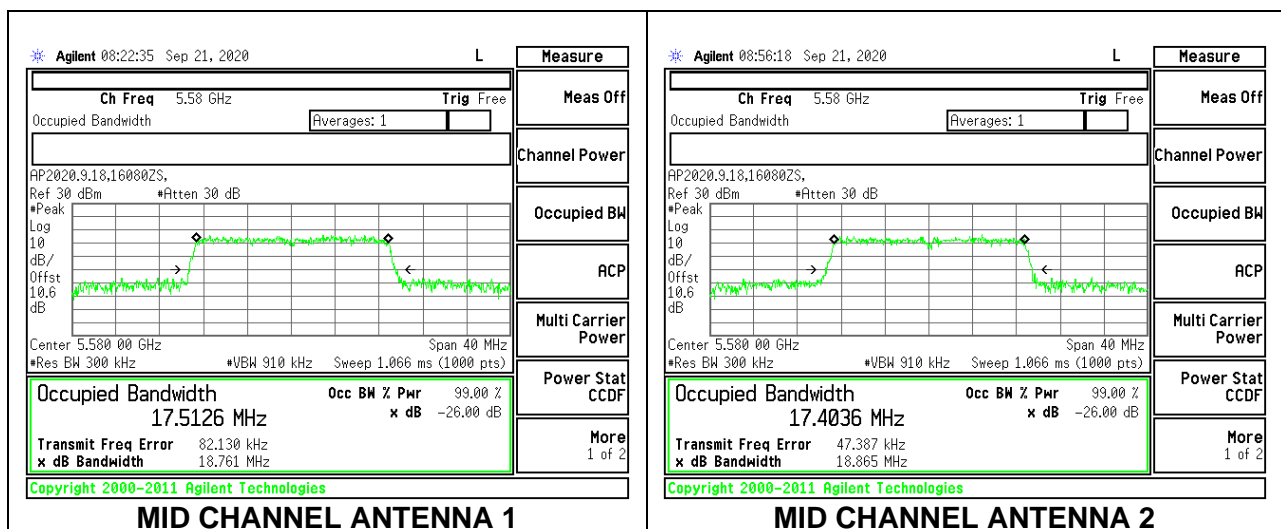 Agilent 08:22:35 Sep 21, 2020 L
Measure
Ch Freq 5.58 GHz Trig Free
Meas Off
Occupied Bandwidth Averages: 1
Channel Power
AP2020.9.18,16080ZS,
Ref 30 dBm #Atten 30 dB
#Peak
Occupied BW
Log
10
dB/
ACP
Offst
10.6
dB
Multi Carrier
Power
Center 5.580 00 GHz Span 40 MHz
#Res BW 300 kHz #VBW 910 kHz Sweep 1.066 ms (1000 pts)
Power Stat
CCDF
Occupied Bandwidth Occ BW % Pwr 99.00 %
17.5126 MHz x dB -26.00 dB
More
1 of 2
Transmit Freq Error 82.130 kHz
x dB Bandwidth 18.761 MHz
Copyright 2000-2011 Agilent Technologies
MID CHANNEL ANTENNA 1
Agilent 08:56:18 Sep 21, 2020 L
Measure
Ch Freq 5.58 GHz Trig Free
Meas Off
Occupied Bandwidth Averages: 1
Channel Power
AP2020.9.18,16080ZS,
Ref 30 dBm #Atten 30 dB
#Peak
Occupied BW
Log
10
dB/
ACP
Offst
10.6
dB
Multi Carrier
Power
Center 5.580 00 GHz Span 40 MHz
#Res BW 300 kHz #VBW 910 kHz Sweep 1.066 ms (1000 pts)
Power Stat
CCDF
Occupied Bandwidth Occ BW % Pwr 99.00 %
17.4036 MHz x dB -26.00 dB
More
1 of 2
Transmit Freq Error 47.387 kHz
x dB Bandwidth 18.865 MHz
Copyright 2000-2011 Agilent Technologies
MID CHANNEL ANTENNA 2